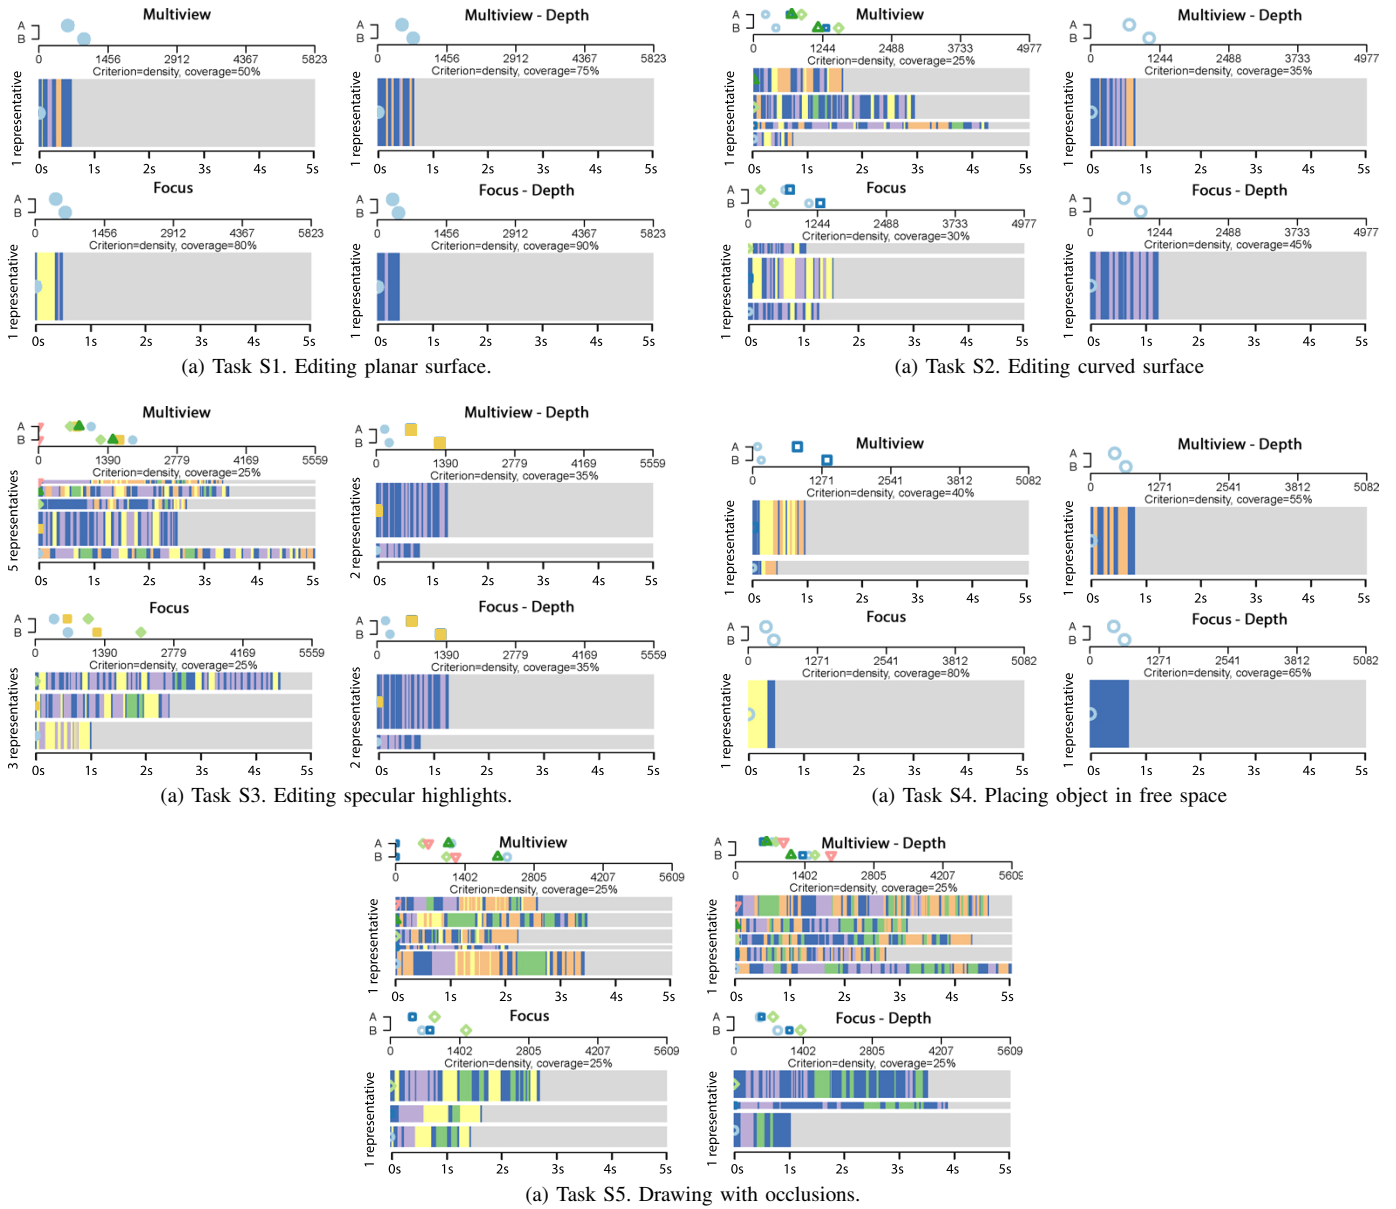 Multiview
A
B
0 1456 2912 4367 5823
Criterion=density, coverage=50%
1 representative
0s 1s 2s 3s 4s 5s
Multiview - Depth
A
B
0 1456 2912 4367 5823
Criterion=density, coverage=75%
1 representative
0s 1s 2s 3s 4s 5s
Focus
A
B
0 1456 2912 4367 5823
Criterion=density, coverage=80%
1 representative
0s 1s 2s 3s 4s 5s
Focus - Depth
A
B
0 1456 2912 4367 5823
Criterion=density, coverage=90%
1 representative
0s 1s 2s 3s 4s 5s
(a) Task S1. Editing planar surface.
Multiview
A
B
0 1244 2488 3733 4977
Criterion=density, coverage=25%
1 representative
0s 1s 2s 3s 4s 5s
Multiview - Depth
A
B
0 1244 2488 3733 4977
Criterion=density, coverage=35%
1 representative
0s 1s 2s 3s 4s 5s
Focus
A
B
0 1244 2488 3733 4977
Criterion=density, coverage=30%
1 representative
0s 1s 2s 3s 4s 5s
Focus - Depth
A
B
0 1244 2488 3733 4977
Criterion=density, coverage=45%
1 representative
0s 1s 2s 3s 4s 5s
(a) Task S2. Editing curved surface
Multiview
A
B
0 1390 2779 4169 5559
Criterion=density, coverage=25%
5 representatives
0s 1s 2s 3s 4s 5s
Multiview - Depth
A
B
0 1390 2779 4169 5559
Criterion=density, coverage=35%
2 representatives
0s 1s 2s 3s 4s 5s
Focus
A
B
0 1390 2779 4169 5559
Criterion=density, coverage=25%
3 representatives
0s 1s 2s 3s 4s 5s
Focus - Depth
A
B
0 1390 2779 4169 5559
Criterion=density, coverage=35%
2 representatives
0s 1s 2s 3s 4s 5s
(a) Task S3. Editing specular highlights.
Multiview
A
B
0 1271 2541 3812 5082
Criterion=density, coverage=40%
1 representative
0s 1s 2s 3s 4s 5s
Multiview - Depth
A
B
0 1271 2541 3812 5082
Criterion=density, coverage=55%
1 representative
0s 1s 2s 3s 4s 5s
Focus
A
B
0 1271 2541 3812 5082
Criterion=density, coverage=80%
1 representative
0s 1s 2s 3s 4s 5s
Focus - Depth
A
B
0 1271 2541 3812 5082
Criterion=density, coverage=65%
1 representative
0s 1s 2s 3s 4s 5s
(a) Task S4. Placing object in free space
Multiview
A
B
0 1402 2805 4207 5609
Criterion=density, coverage=25%
1 representative
0s 1s 2s 3s 4s 5s
Multiview - Depth
A
B
0 1402 2805 4207 5609
Criterion=density, coverage=25%
1 representative
0s 1s 2s 3s 4s 5s
Focus
A
B
0 1402 2805 4207 5609
Criterion=density, coverage=25%
1 representative
0s 1s 2s 3s 4s 5s
Focus - Depth
A
B
0 1402 2805 4207 5609
Criterion=density, coverage=25%
1 representative
0s 1s 2s 3s 4s 5s
(a) Task S5. Drawing with occlusions.